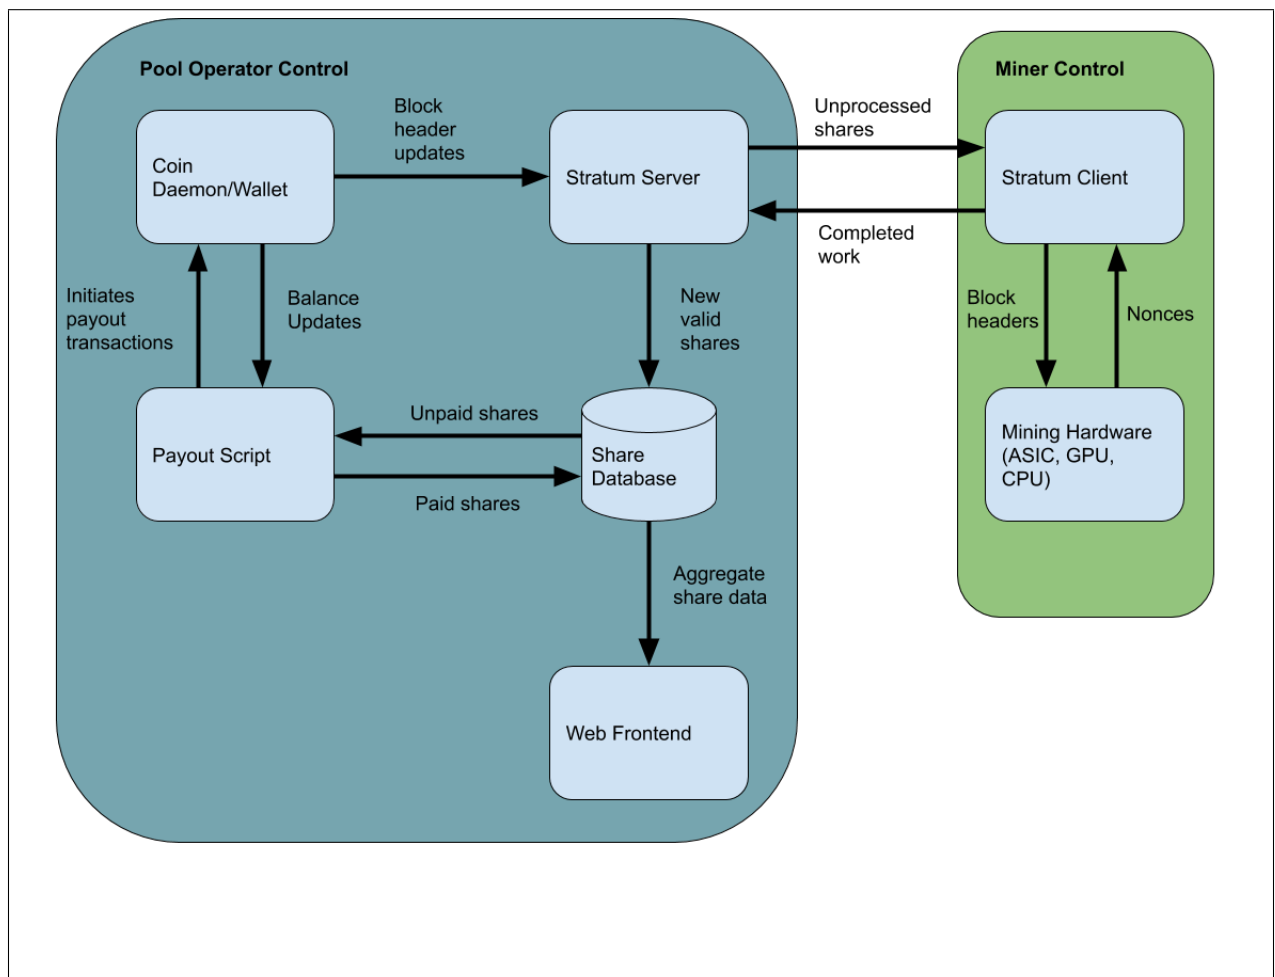 Pool Operator Control
Miner Control
Block
header
updates
Unprocessed
shares
Coin
Daemon/Wallet
Stratum Server
Stratum Client
Completed
work
Initiates
payout
transactions
Balance
Updates
New
valid
shares
Block
headers
Nonces
Unpaid shares
Payout Script
Share
Database
Paid shares
Mining Hardware
(ASIC, GPU,
CPU)
Aggregate
share data
Web Frontend